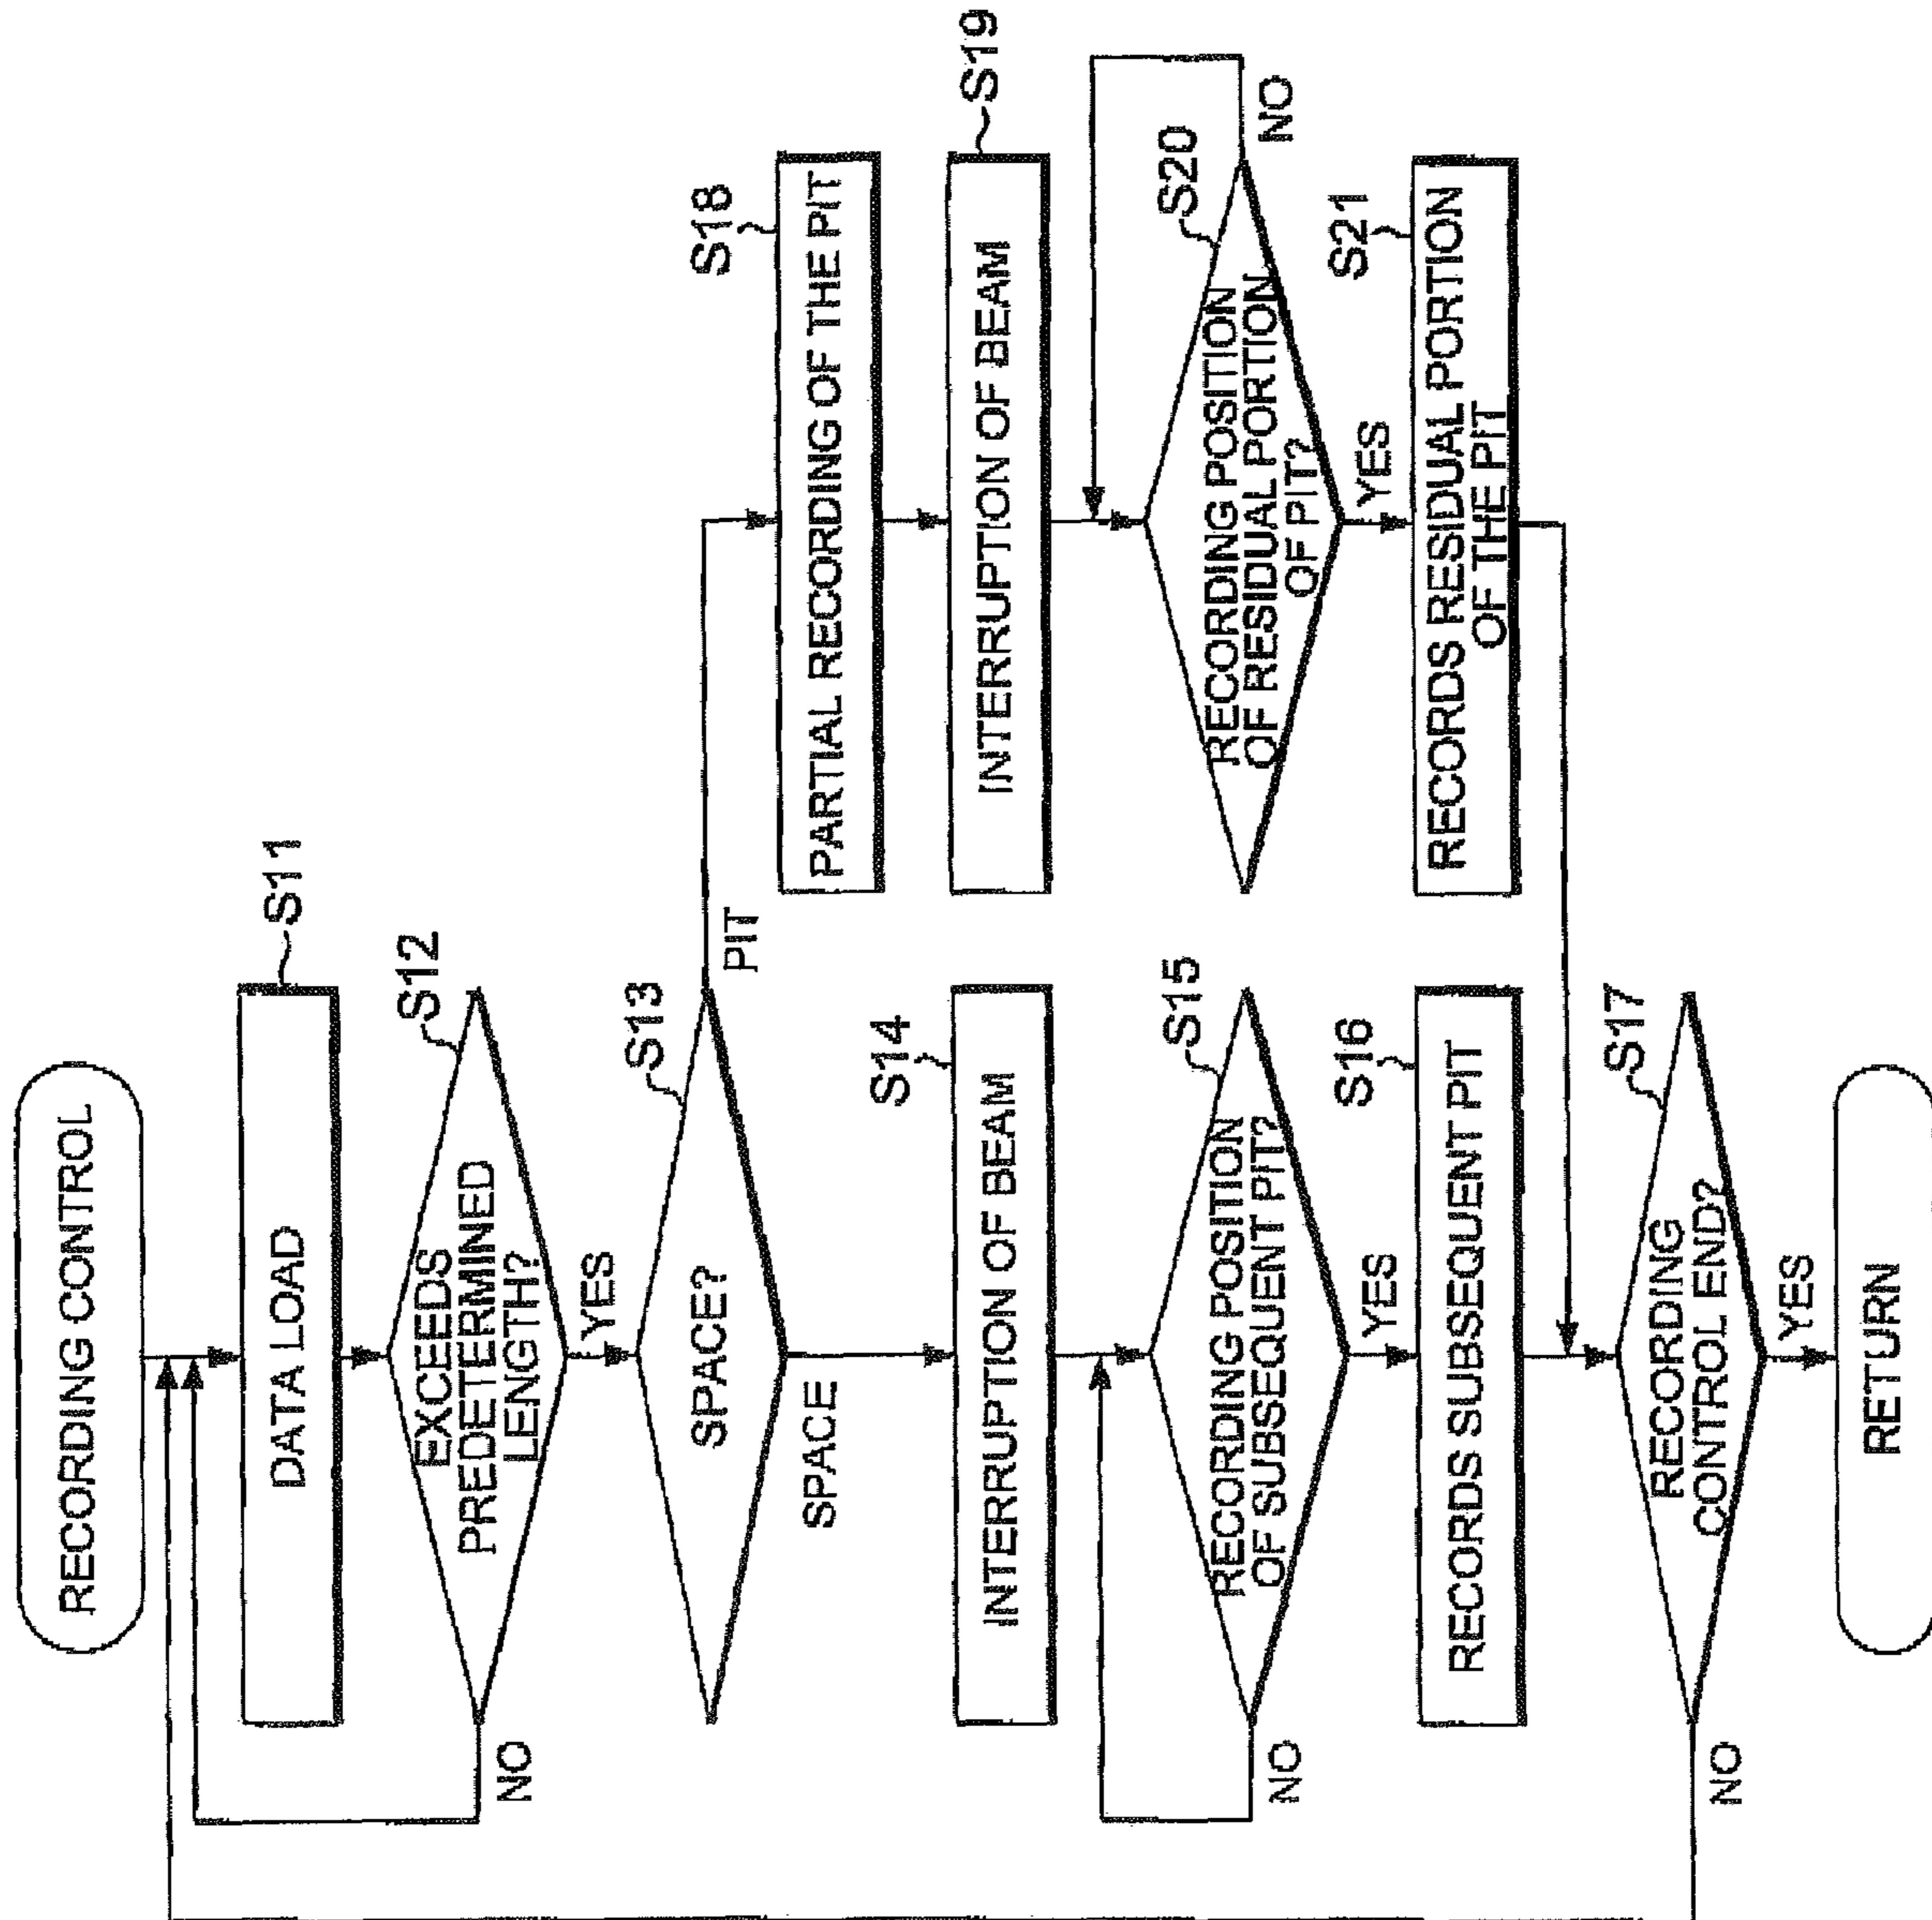 RECORDING CONTROL
S11
DATA LOAD
S12
EXCEEDS
PREDETERMINED
LENGTH?
NO
YES
S13
SPACE?
PIT
SPACE
S14
INTERRUPTION OF BEAM
S15
RECORDING POSITION
OF SUBSEQUENT PIT?
NO
YES
S16
RECORDS SUBSEQUENT PIT
S17
RECORDING
CONTROL END?
NO
YES
RETURN
S18
PARTIAL RECORDING OF THE PIT
S19
INTERRUPTION OF BEAM
S20
RECORDING POSITION
OF RESIDUAL PORTION
OF PIT?
NO
YES
S21
RECORDS RESIDUAL PORTION
OF THE PIT